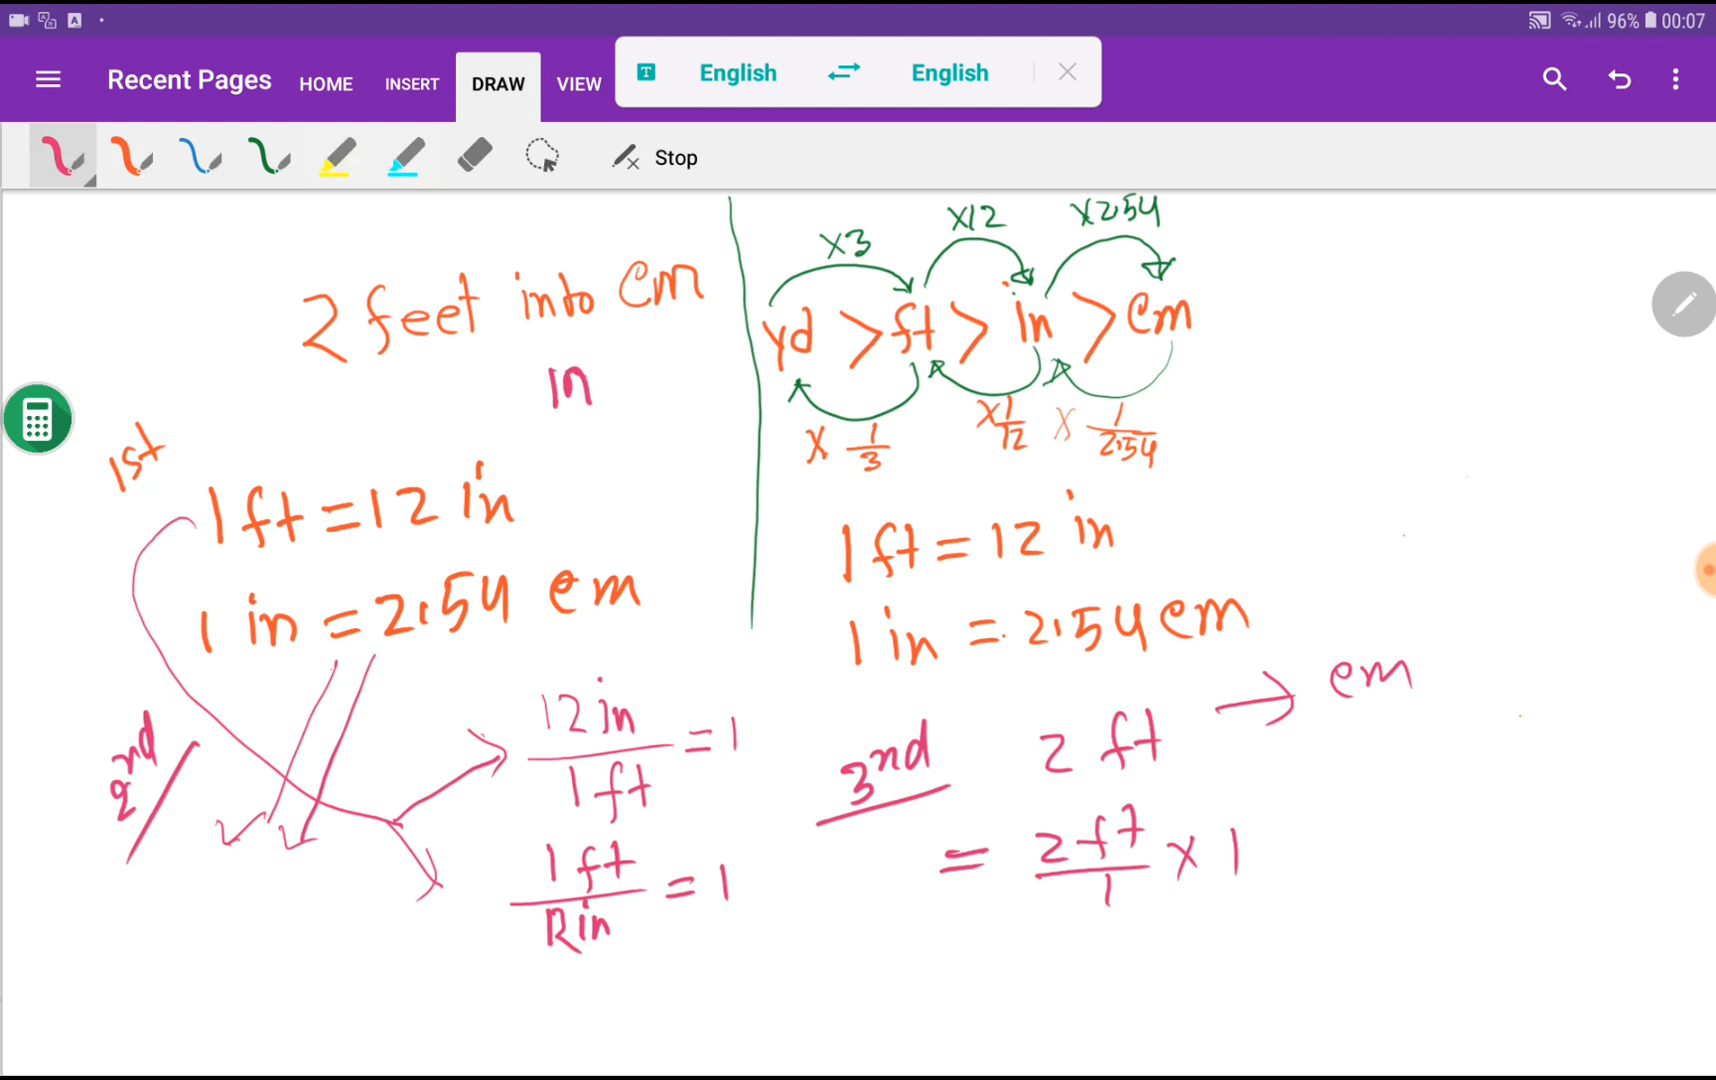 96% 00:07
Recent Pages HOME INSERT DRAW VIEW
English English
Stop
2 feet into cm
in
1st
1 ft = 12 in
1 in = 2.54 cm
2nd
12 in / 1 ft = 1
1 ft / 12 in = 1
x3 x12 x2.54
yd > ft > in > cm
x 1/3 x 1/12 x 1/2.54
1 ft = 12 in
1 in = 2.54 cm
3nd 2 ft → cm
= 2 ft / 1 x 1